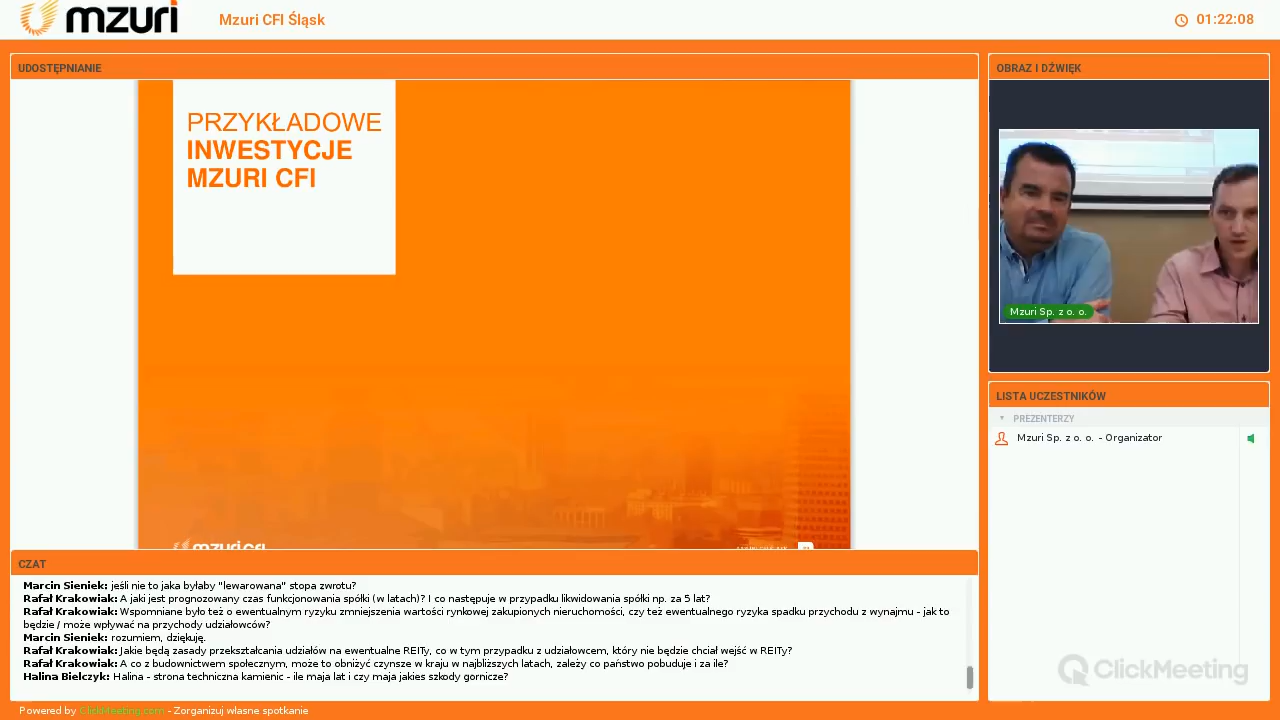 mzuri
Mzuri CFI Śląsk
01:22:08
UDOSTĘPNIANIE
PRZYKŁADOWE
INWESTYCJE
MZURI CFI
mzuri cfi
OBRAZ I DŹWIĘK
Mzuri Sp. z o. o.
LISTA UCZESTNIKÓW
PREZENTERZY
Mzuri Sp. z o. o. - Organizator
ClickMeeting
CZAT
Marcin Sieniek: jeśli nie to jaka byłaby "lewarowana" stopa zwrotu?
Rafał Krakowiak: A jaki jest prognozowany czas funkcjonowania spółki (w latach)? I co następuje w przypadku likwidowania spółki np. za 5 lat?
Rafał Krakowiak: Wspomniane było też o ewentualnym ryzyku zmniejszenia wartości rynkowej zakupionych nieruchomości, czy też ewentualnego ryzyka spadku przychodu z wynajmu - jak to
będzie / może wpływać na przychody udziałowców?
Marcin Sieniek: rozumiem, dziękuję.
Rafał Krakowiak: Jakie będą zasady przekształcania udziałów na ewentualne REITy, co w tym przypadku z udziałowcem, który nie będzie chciał wejść w REITy?
Rafał Krakowiak: A co z budownictwem społecznym, może to obniżyć czynsze w kraju w najbliższych latach, zależy co państwo pobuduje i za ile?
Halina Bielczyk: Halina - strona techniczna kamienic - ile maja lat i czy maja jakies szkody gornicze?
Powered by ClickMeeting.com - Zorganizuj własne spotkanie